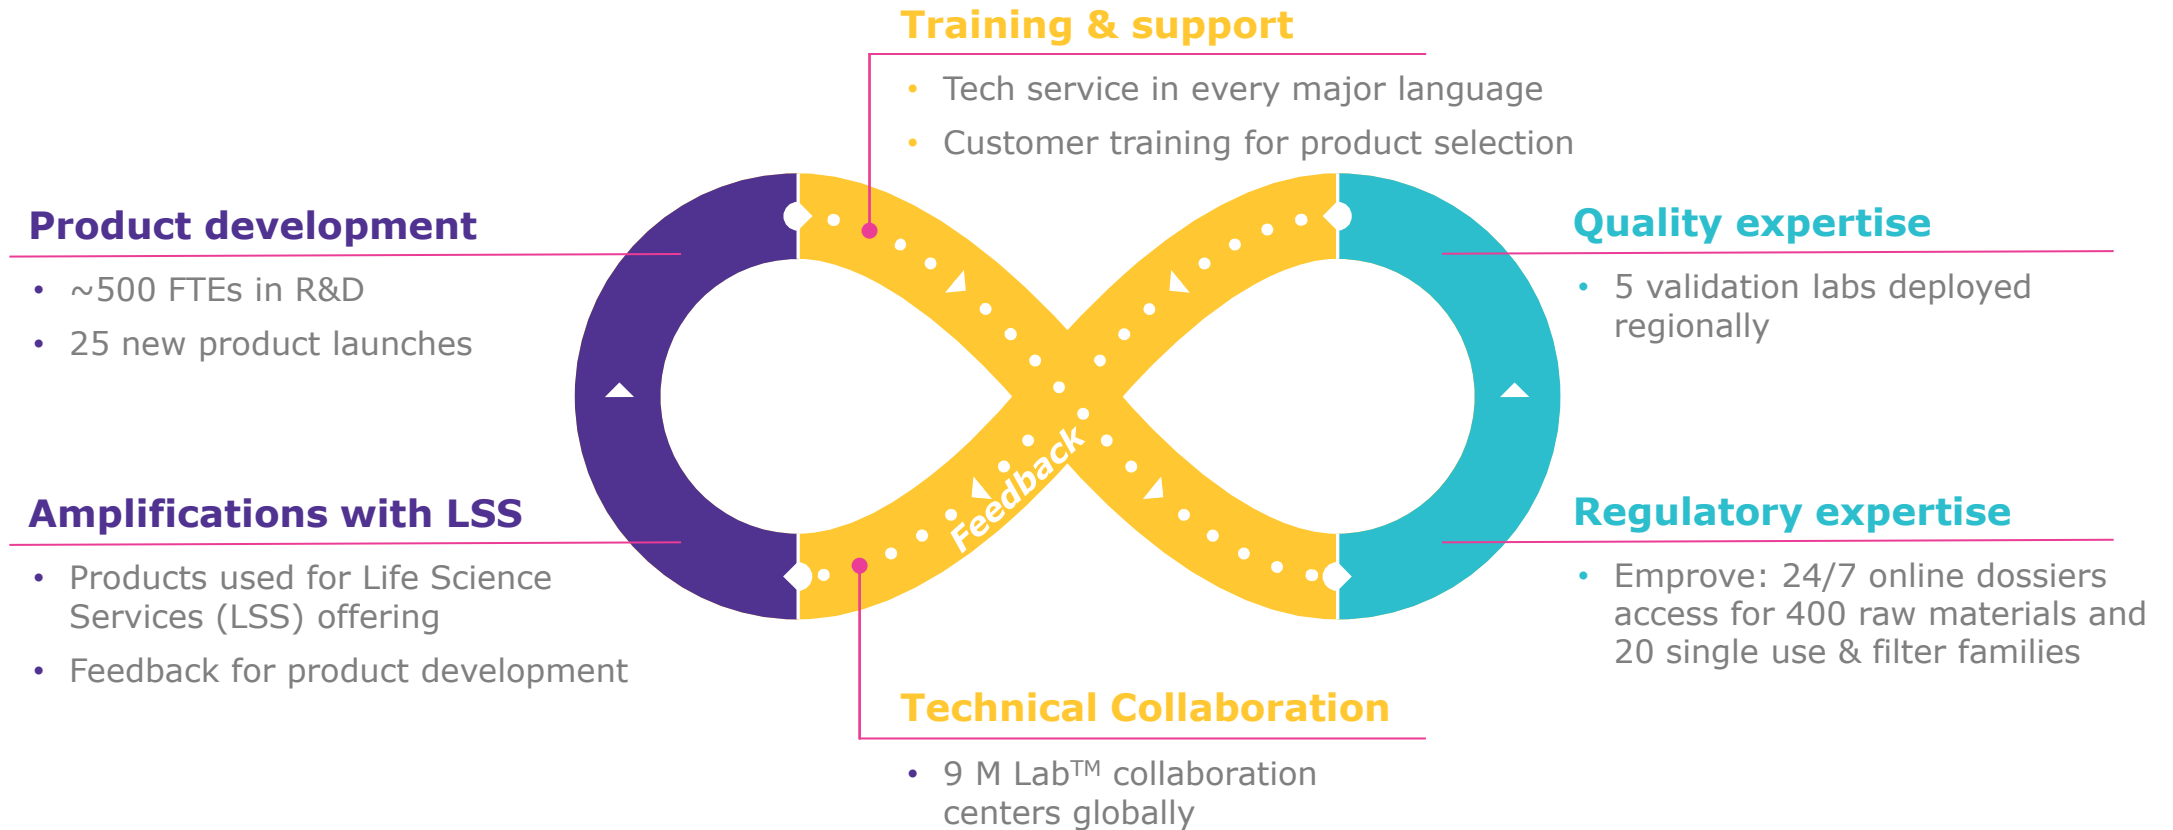 Training & support
• Tech service in every major language
• Customer training for product selection
Product development
• ~500 FTEs in R&D
• 25 new product launches
Quality expertise
• 5 validation labs deployed
regionally
Feedback
Amplifications with LSS
• Products used for Life Science
Services (LSS) offering
• Feedback for product development
Regulatory expertise
• Emprove: 24/7 online dossiers
access for 400 raw materials and
20 single use & filter families
Technical Collaboration
• 9 M Lab™ collaboration
centers globally